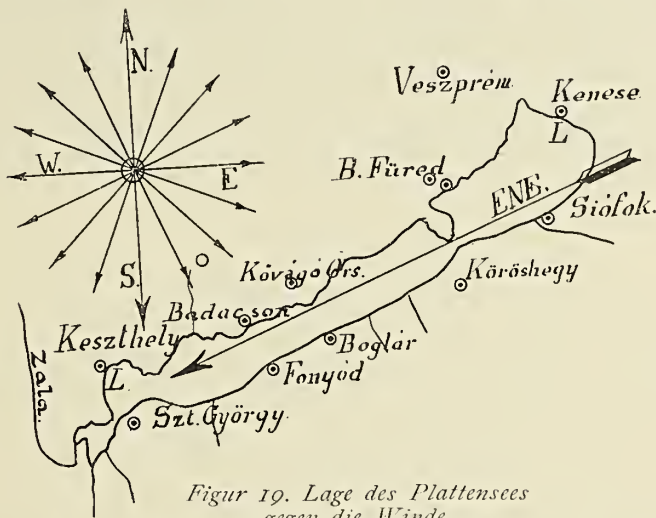 N.
W.
E
S.
Veszprém.
Kenese.
L
B. Füred
ENE.
Siófok.
Kővágó Örs.
Köröshegy
Badacson
Keszthely
L.
Boglár
Fonyód
Zala.
Szt. György.
Figur 19. Lage des Plattensees
gegen die Winde